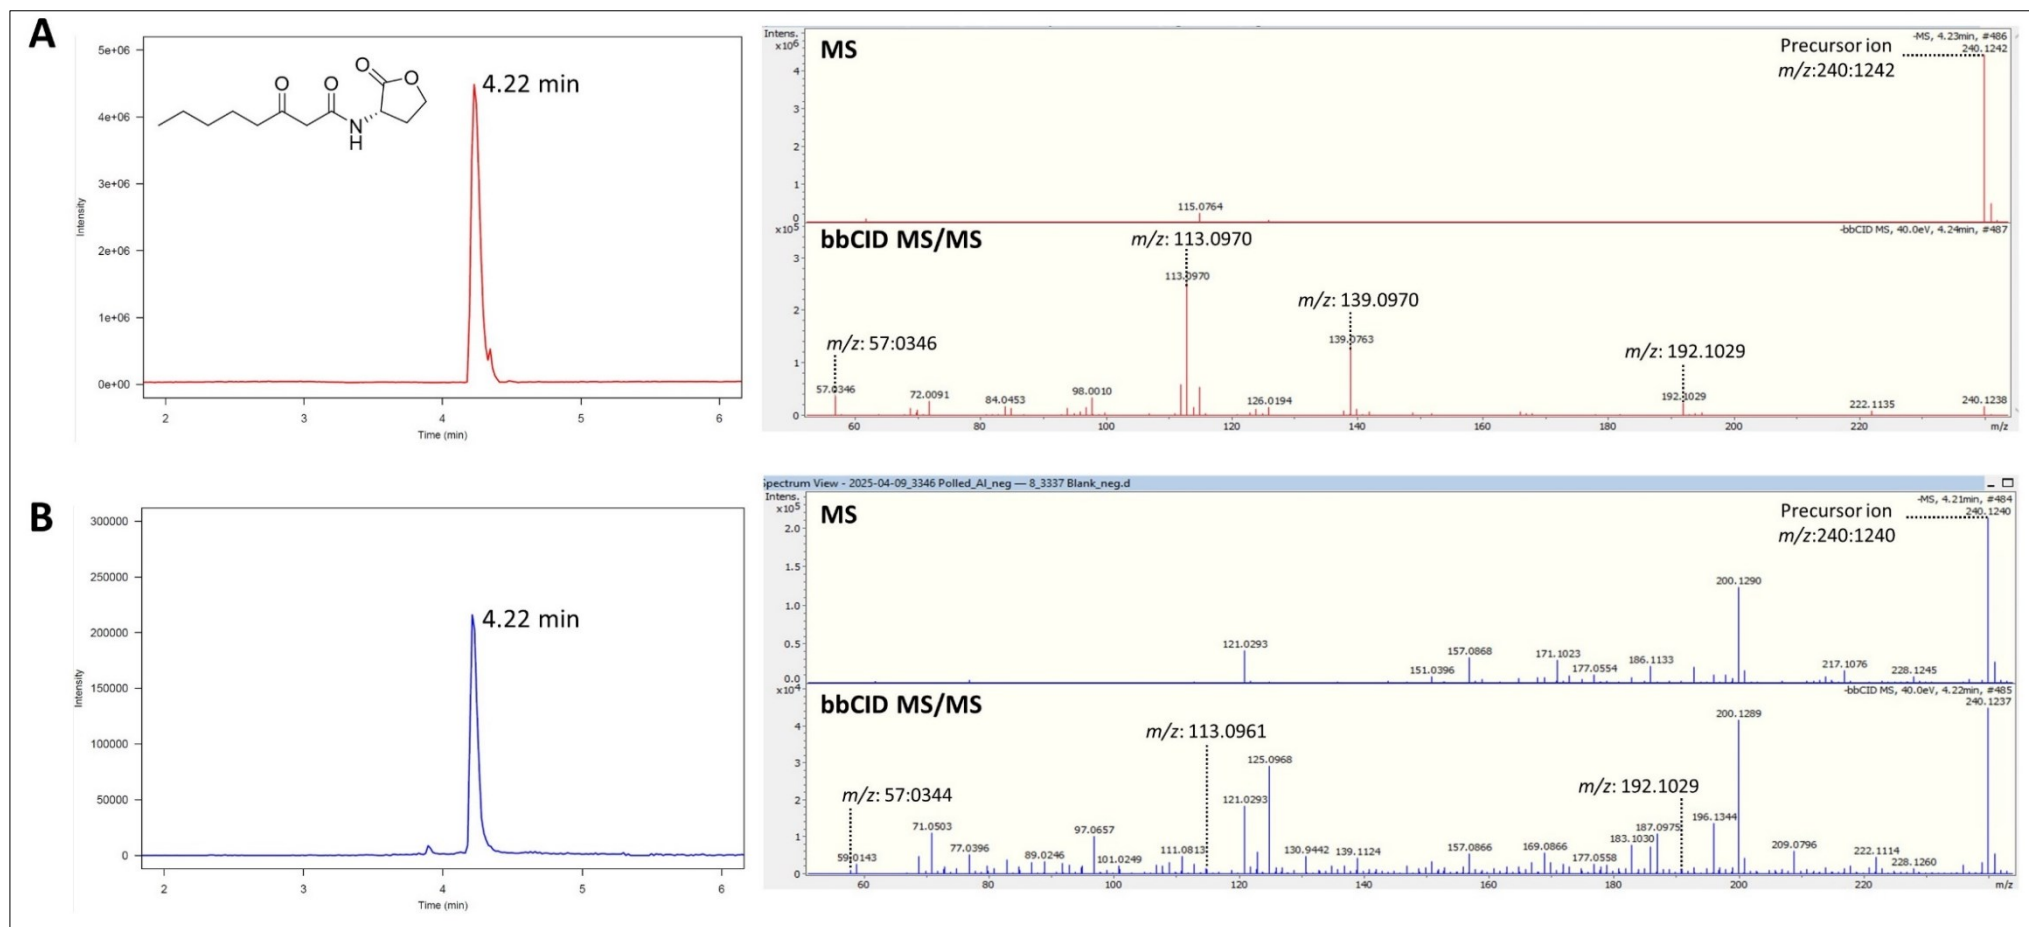 A
5e+06
4e+06
3e+06
2e+06
1e+06
0e+00
Intensity
4.22 min
O
O
O
O
N
H
2
3
4
5
6
Time (min)
Intens.
x10⁶
MS
-MS, 4.23min, #486
Precursor ion
240.1242
m/z:240:1242
4
3
2
1
0
115.0764
x10⁵
bbCID MS/MS
-bbCID MS, 40.0eV, 4.24min, #487
m/z: 113.0970
113.0970
m/z: 139.0970
139.0763
m/z: 57:0346
57.0346
m/z: 192.1029
192.1029
72.0091
84.0453
98.0010
126.0194
222.1135
240.1238
3
2
1
0
60
80
100
120
140
160
180
200
220
m/z
B
300000
250000
200000
150000
100000
50000
0
Intensity
4.22 min
2
3
4
5
6
Time (min)
Spectrum View - 2025-04-09_3346 Polled_AI_neg — 8_3337 Blank_neg.d
Intens.
x10⁵
MS
-MS, 4.21min, #484
Precursor ion
240.1240
m/z:240:1240
2.0
1.5
1.0
0.5
0.0
121.0293
151.0396
157.0868
171.1023
177.0554
186.1133
200.1290
217.1076
228.1245
x10⁴
bbCID MS/MS
-bbCID MS, 40.0eV, 4.22min, #485
240.1237
200.1289
m/z: 113.0961
125.0968
m/z: 57:0344
m/z: 192.1029
121.0293
71.0503
97.0657
196.1344
187.0975
183.1030
59.0143
77.0396
89.0246
101.0249
111.0813
130.9442
139.1124
157.0866
169.0866
177.0558
209.0796
222.1114
228.1260
4
3
2
1
0
60
80
100
120
140
160
180
200
220
m/z